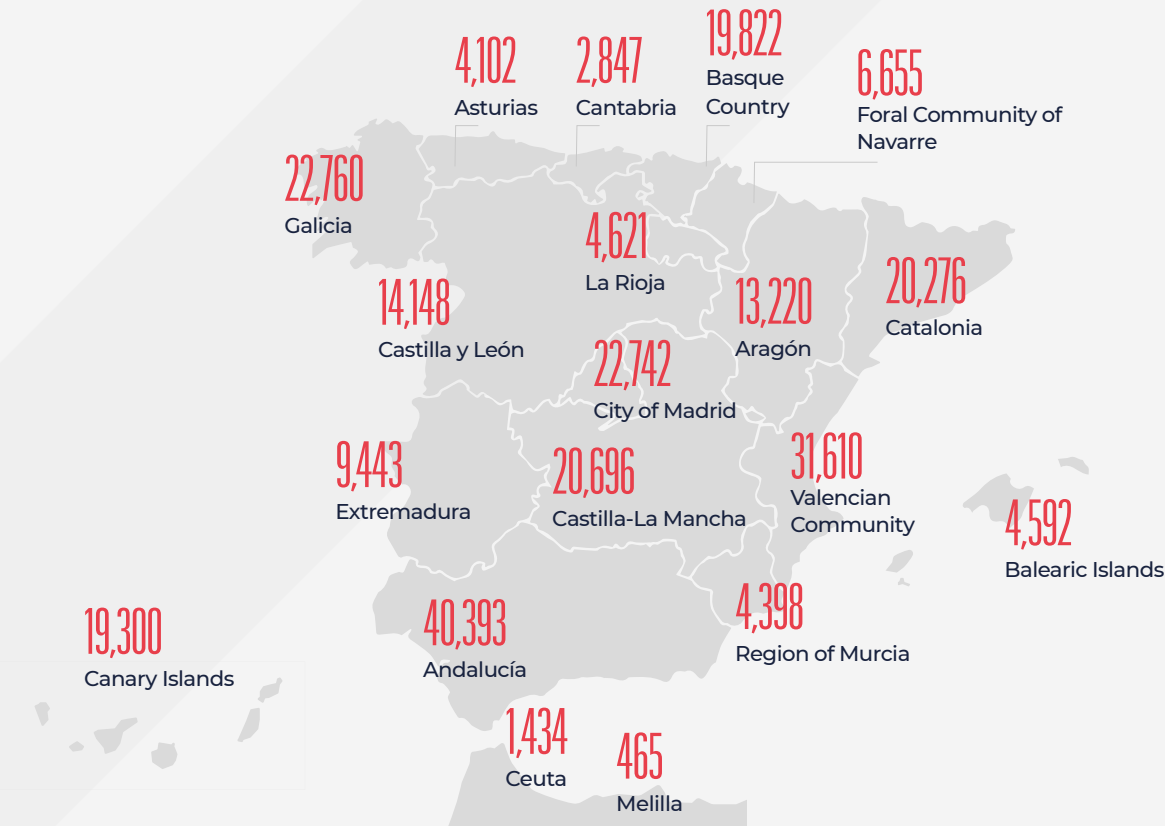 4,102
Asturias
2,847
Cantabria
19,822
Basque
Country
6,655
Foral Community of
Navarre
22,760
Galicia
4,621
La Rioja
14,148
Castilla y León
13,220
Aragón
20,276
Catalonia
22,742
City of Madrid
9,443
Extremadura
20,696
Castilla-La Mancha
31,610
Valencian
Community
4,592
Balearic Islands
19,300
Canary Islands
40,393
Andalucía
4,398
Region of Murcia
1,434
Ceuta
465
Melilla